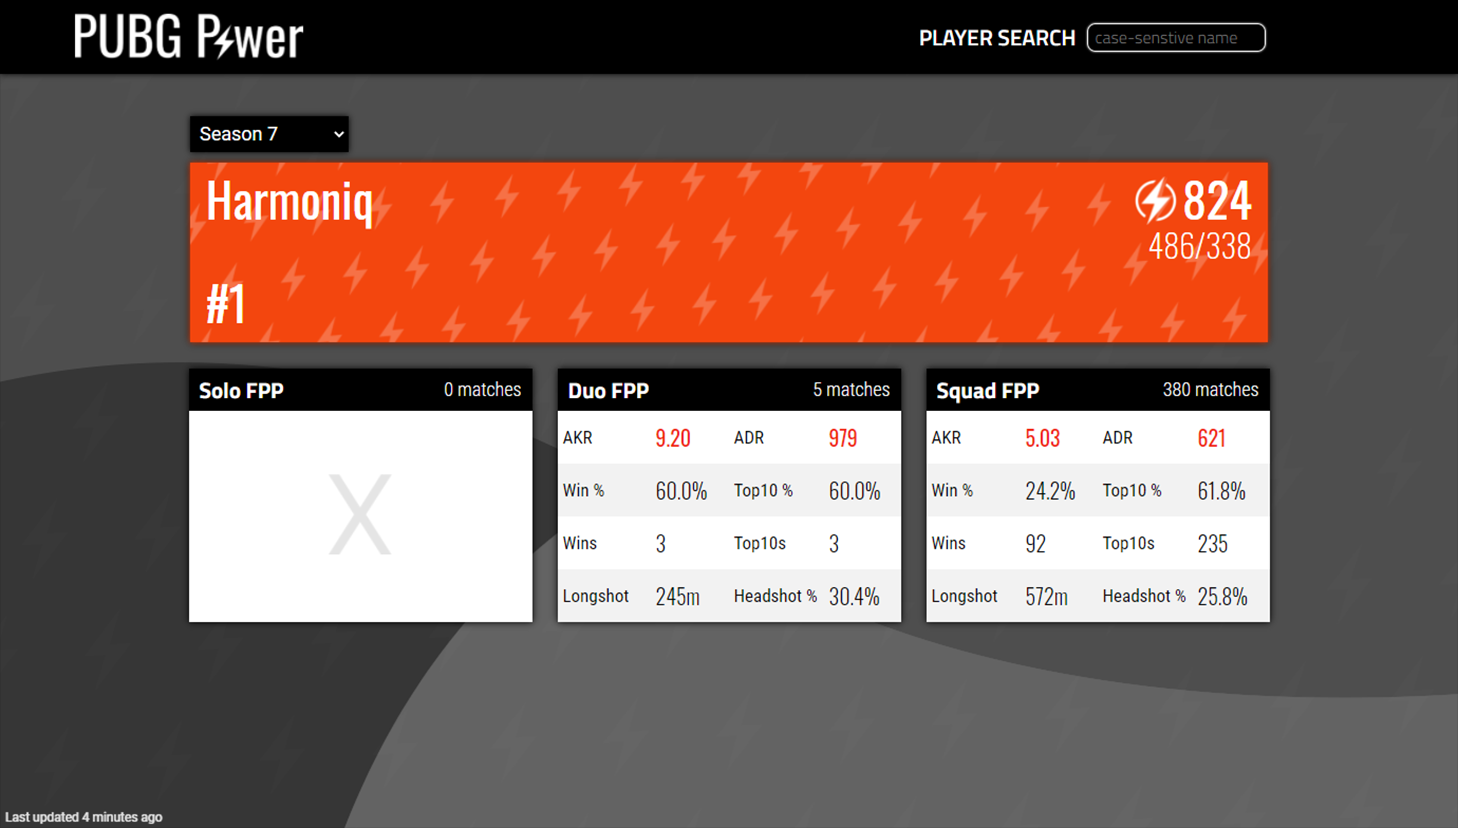 PUBG Power
PLAYER SEARCH case-senstive name
Season 7
Harmoniq 824
486/338
#1
Solo FPP 0 matches
X
Duo FPP 5 matches
AKR 9.20 ADR 979
Win % 60.0% Top10 % 60.0%
Wins 3 Top10s 3
Longshot 245m Headshot % 30.4%
Squad FPP 380 matches
AKR 5.03 ADR 621
Win % 24.2% Top10 % 61.8%
Wins 92 Top10s 235
Longshot 572m Headshot % 25.8%
Last updated 4 minutes ago